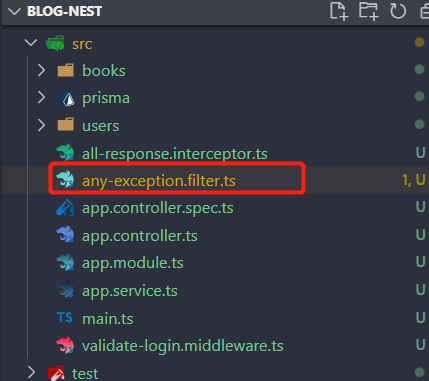 BLOG-NEST
src
books
prisma
users
all-response.interceptor.ts U
any-exception.filter.ts 1, U
app.controller.spec.ts U
app.controller.ts U
app.module.ts U
app.service.ts U
TS main.ts U
validate-login.middleware.ts U
test